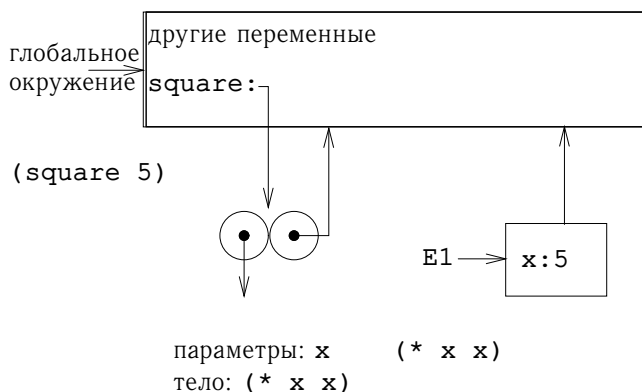 другие переменные
глобальное
окружение
square:
(square 5)
E1
x:5
параметры: x
(* x x)
тело: (* x x)